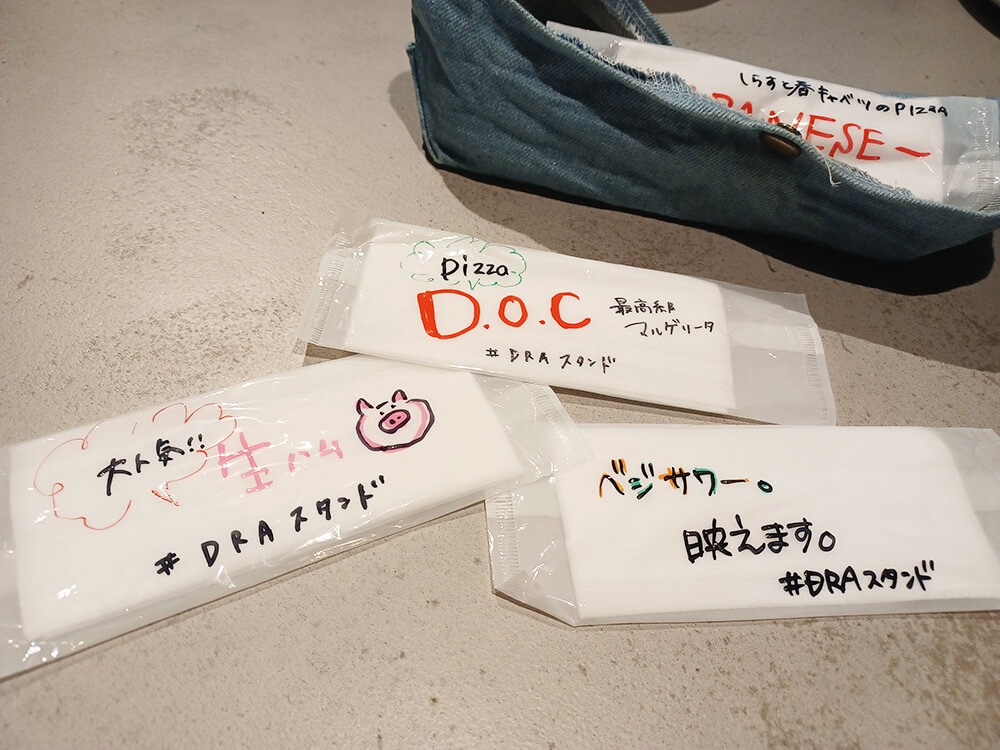 しらすと春キャベツのPIZZA
ANESE ー
Pizza
D.O.C
最高級
マルゲリータ
#DRAスタンド
大人気!!
生ハム
#DRAスタンド
ベジサワー。
映えます。
#DRAスタンド